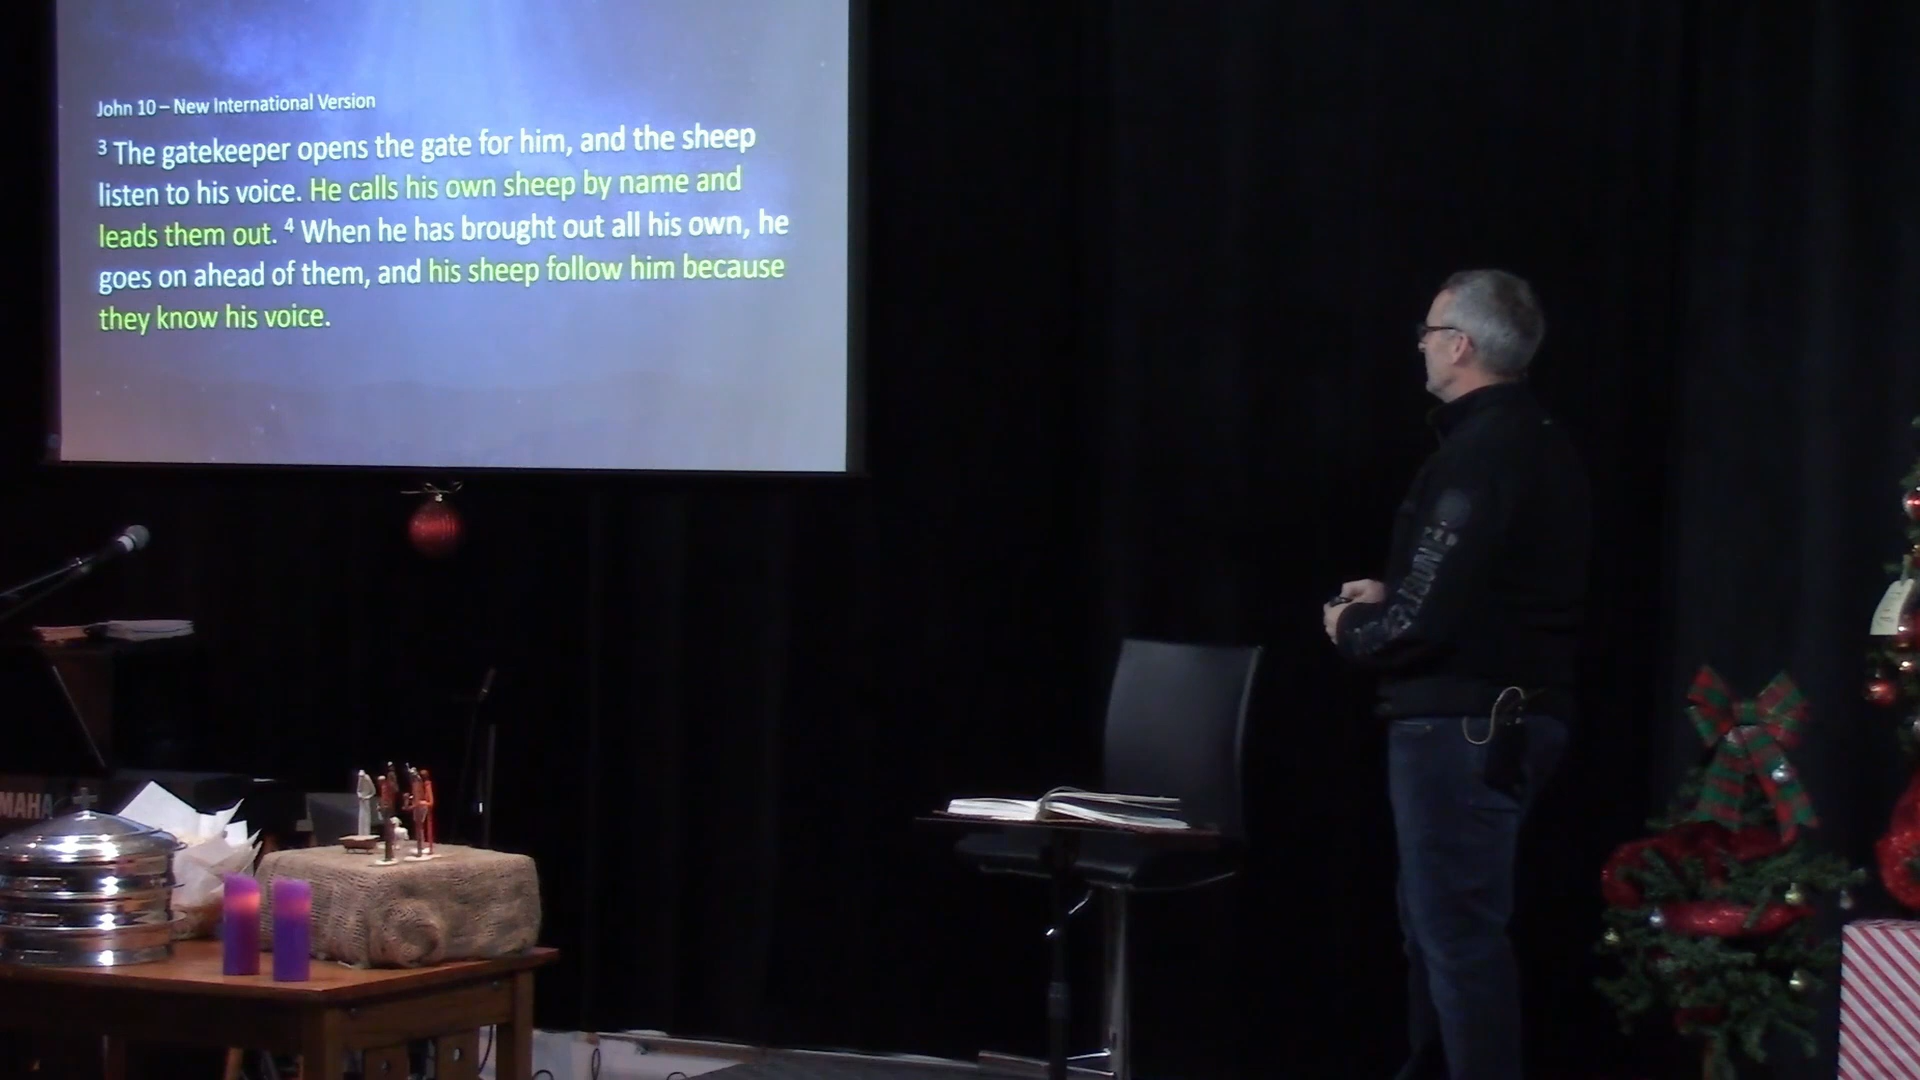 John 10 – New International Version
3 The gatekeeper opens the gate for him, and the sheep
listen to his voice. He calls his own sheep by name and
leads them out. 4 When he has brought out all his own, he
goes on ahead of them, and his sheep follow him because
they know his voice.
MAHA